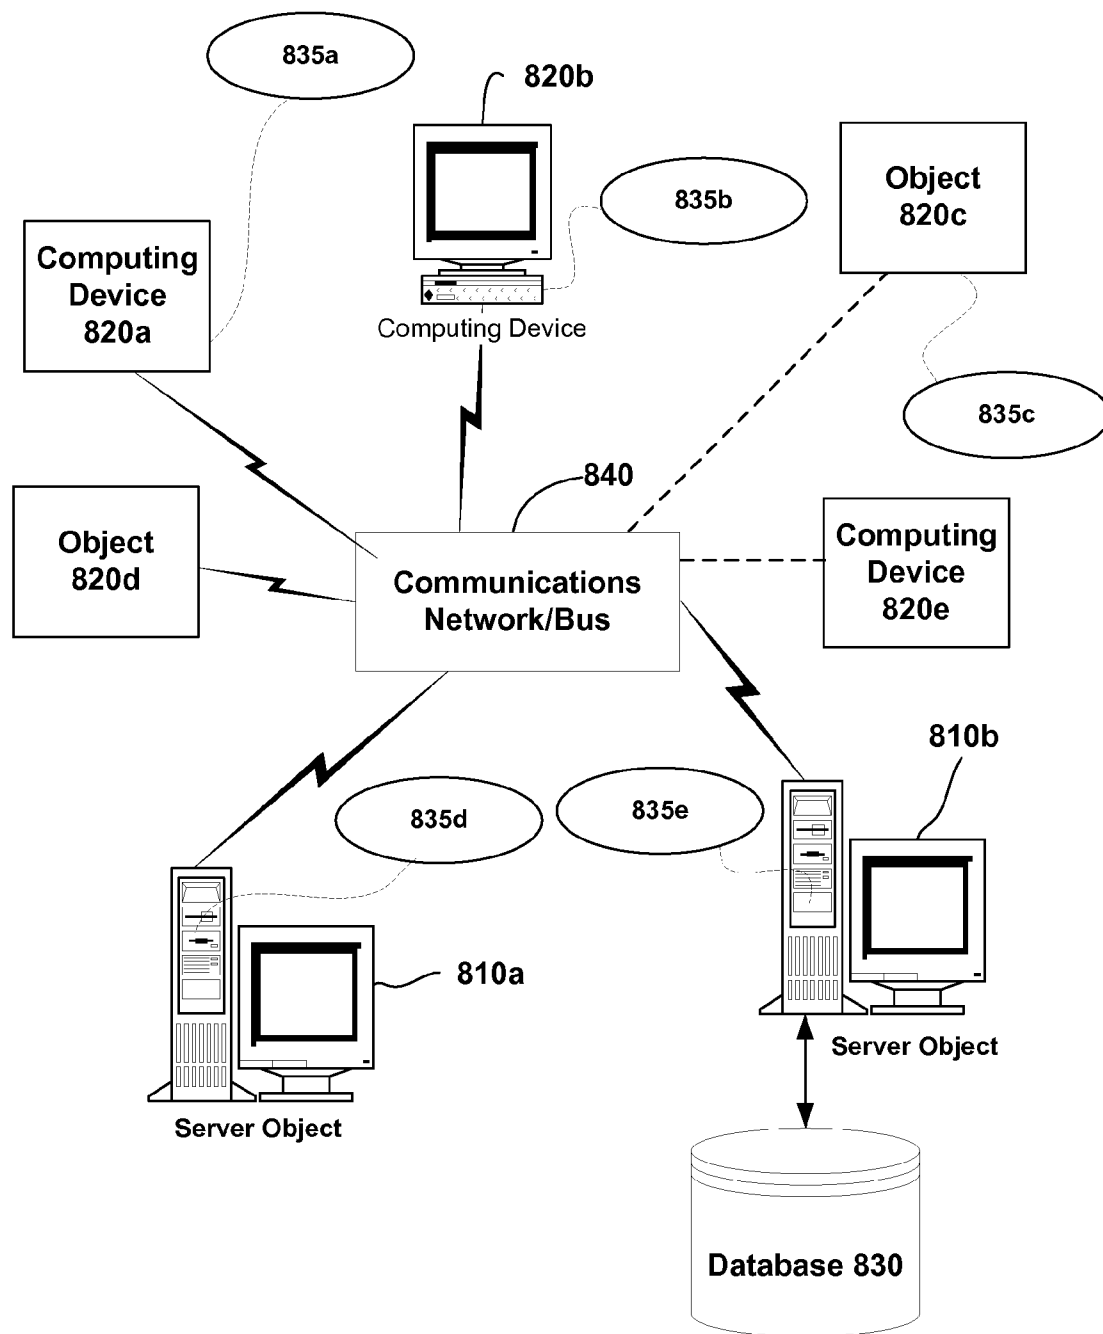 835a
820b
835b
Object
820c
Computing
Device
820a
Computing Device
835c
840
Object
820d
Communications
Network/Bus
Computing
Device
820e
810b
835d
835e
810a
Server Object
Server Object
Database 830